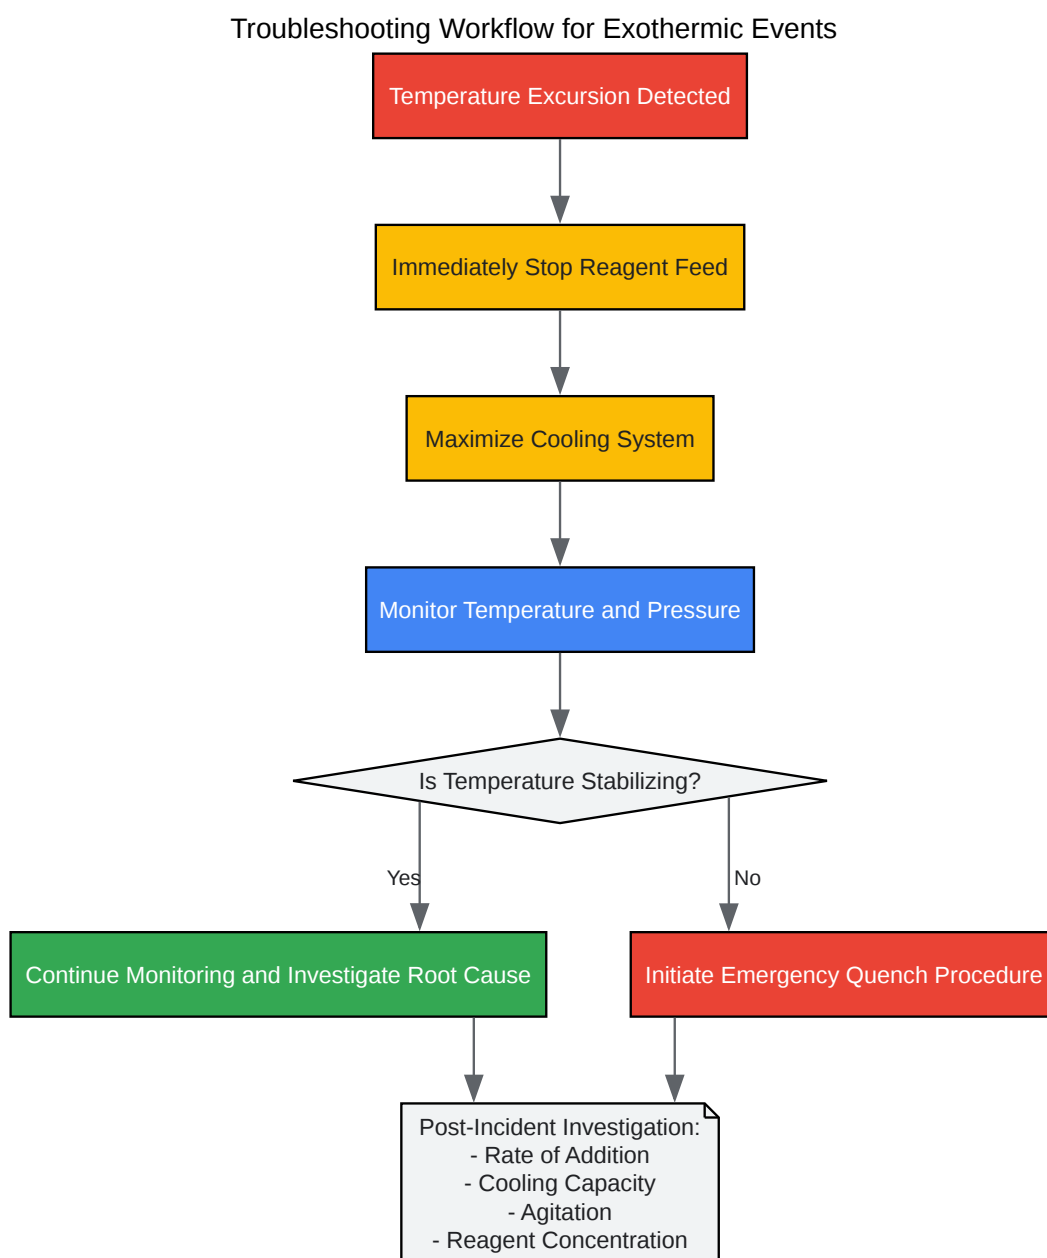 Troubleshooting Workflow for Exothermic Events
Temperature Excursion Detected
Immediately Stop Reagent Feed
Maximize Cooling System
Monitor Temperature and Pressure
Is Temperature Stabilizing?
Yes
No
Continue Monitoring and Investigate Root Cause
Initiate Emergency Quench Procedure
Post-Incident Investigation:
- Rate of Addition
- Cooling Capacity
- Agitation
- Reagent Concentration